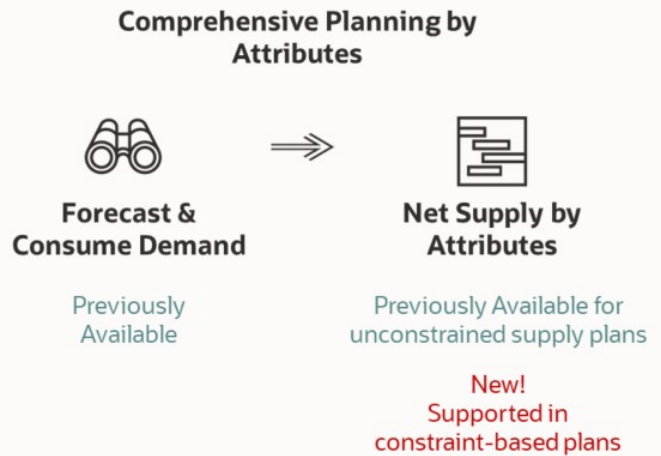 Comprehensive Planning by
Attributes
Forecast &
Consume Demand
Previously
Available
Net Supply by
Attributes
Previously Available for
unconstrained supply plans
New!
Supported in
constraint-based plans